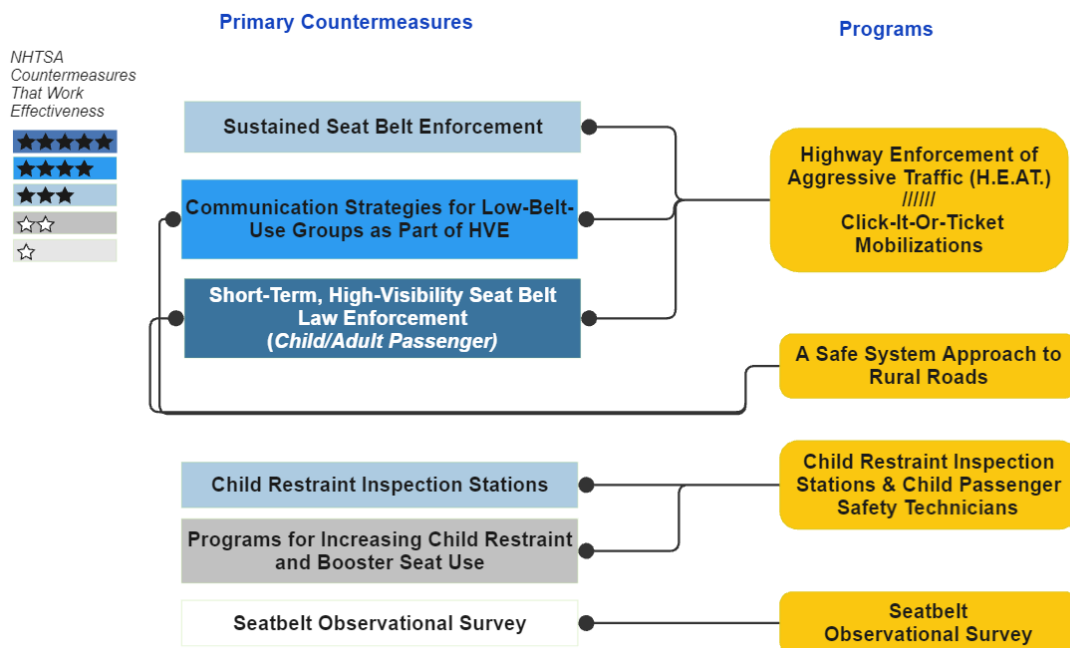 Primary Countermeasures
Programs
NHTSA
Countermeasures
That Work
Effectiveness
Sustained Seat Belt Enforcement
Communication Strategies for Low-Belt-
Use Groups as Part of HVE
Short-Term, High-Visibility Seat Belt
Law Enforcement
(Child/Adult Passenger)
Highway Enforcement of
Aggressive Traffic (H.E.AT.)
//////
Click-It-Or-Ticket
Mobilizations
A Safe System Approach to
Rural Roads
Child Restraint Inspection Stations
Programs for Increasing Child Restraint
and Booster Seat Use
Child Restraint Inspection
Stations & Child Passenger
Safety Technicians
Seatbelt Observational Survey
Seatbelt
Observational Survey